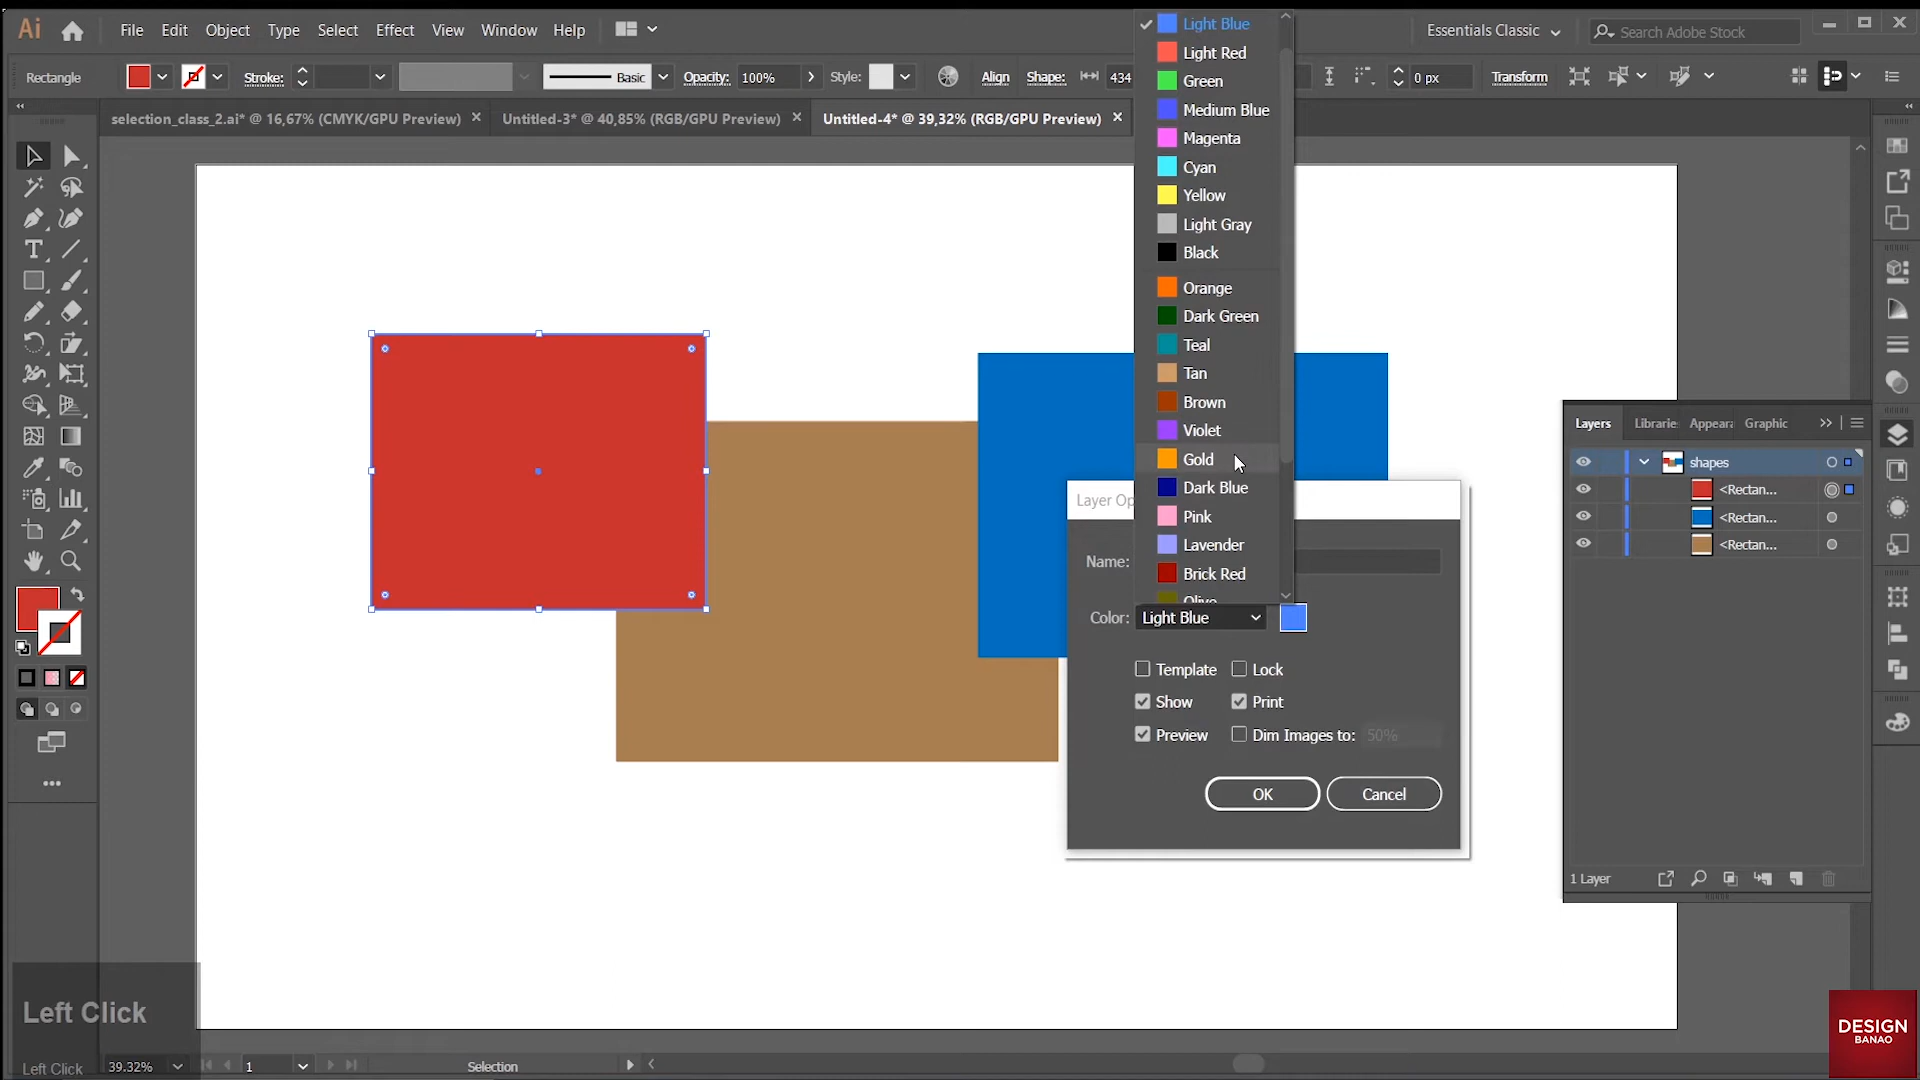 Ai File Edit Object Type Select Effect View Window Help Essentials Classic Search Adobe Stock
Rectangle Stroke: Basic Opacity: 100% Style: Align Shape: 434 0 px Transform
selection_class_2.ai* @ 16,67% (CMYK/GPU Preview) Untitled-3* @ 40,85% (RGB/GPU Preview) Untitled-4* @ 39,32% (RGB/GPU Preview)
Light Blue
Light Red
Green
Medium Blue
Magenta
Cyan
Yellow
Light Gray
Black
Orange
Dark Green
Teal
Tan
Brown
Violet
Gold
Dark Blue
Pink
Lavender
Brick Red
Olive
Layer Op
Name:
Color: Light Blue
Template Lock
Show Print
Preview Dim Images to: 50%
OK Cancel
Layers Librarie Appeara Graphic
shapes
<Rectan...
<Rectan...
<Rectan...
1 Layer
Left Click
Left Click
39.32% 1 Selection
DESIGN
BANAO